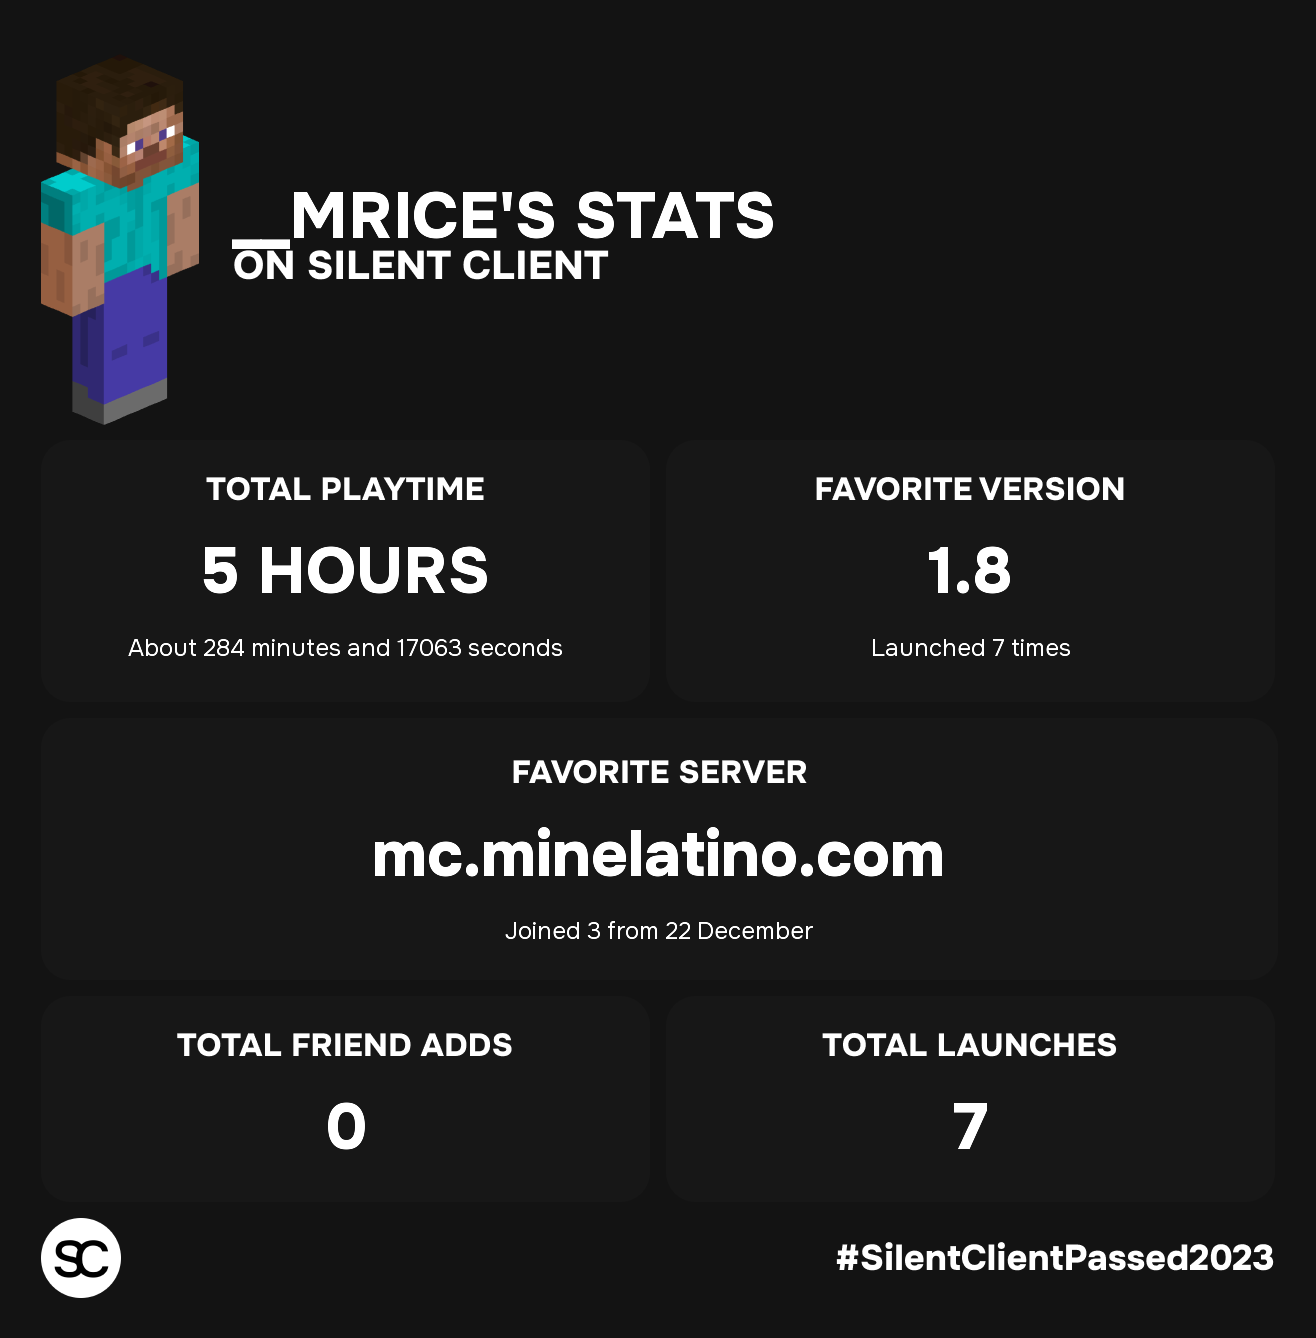 __MRICE'S STATS
ON SILENT CLIENT
TOTAL PLAYTIME
5 HOURS
About 284 minutes and 17063 seconds
FAVORITE VERSION
1.8
Launched 7 times
FAVORITE SERVER
mc.minelatino.com
Joined 3 from 22 December
TOTAL FRIEND ADDS
0
TOTAL LAUNCHES
7
SC
#SilentClientPassed2023